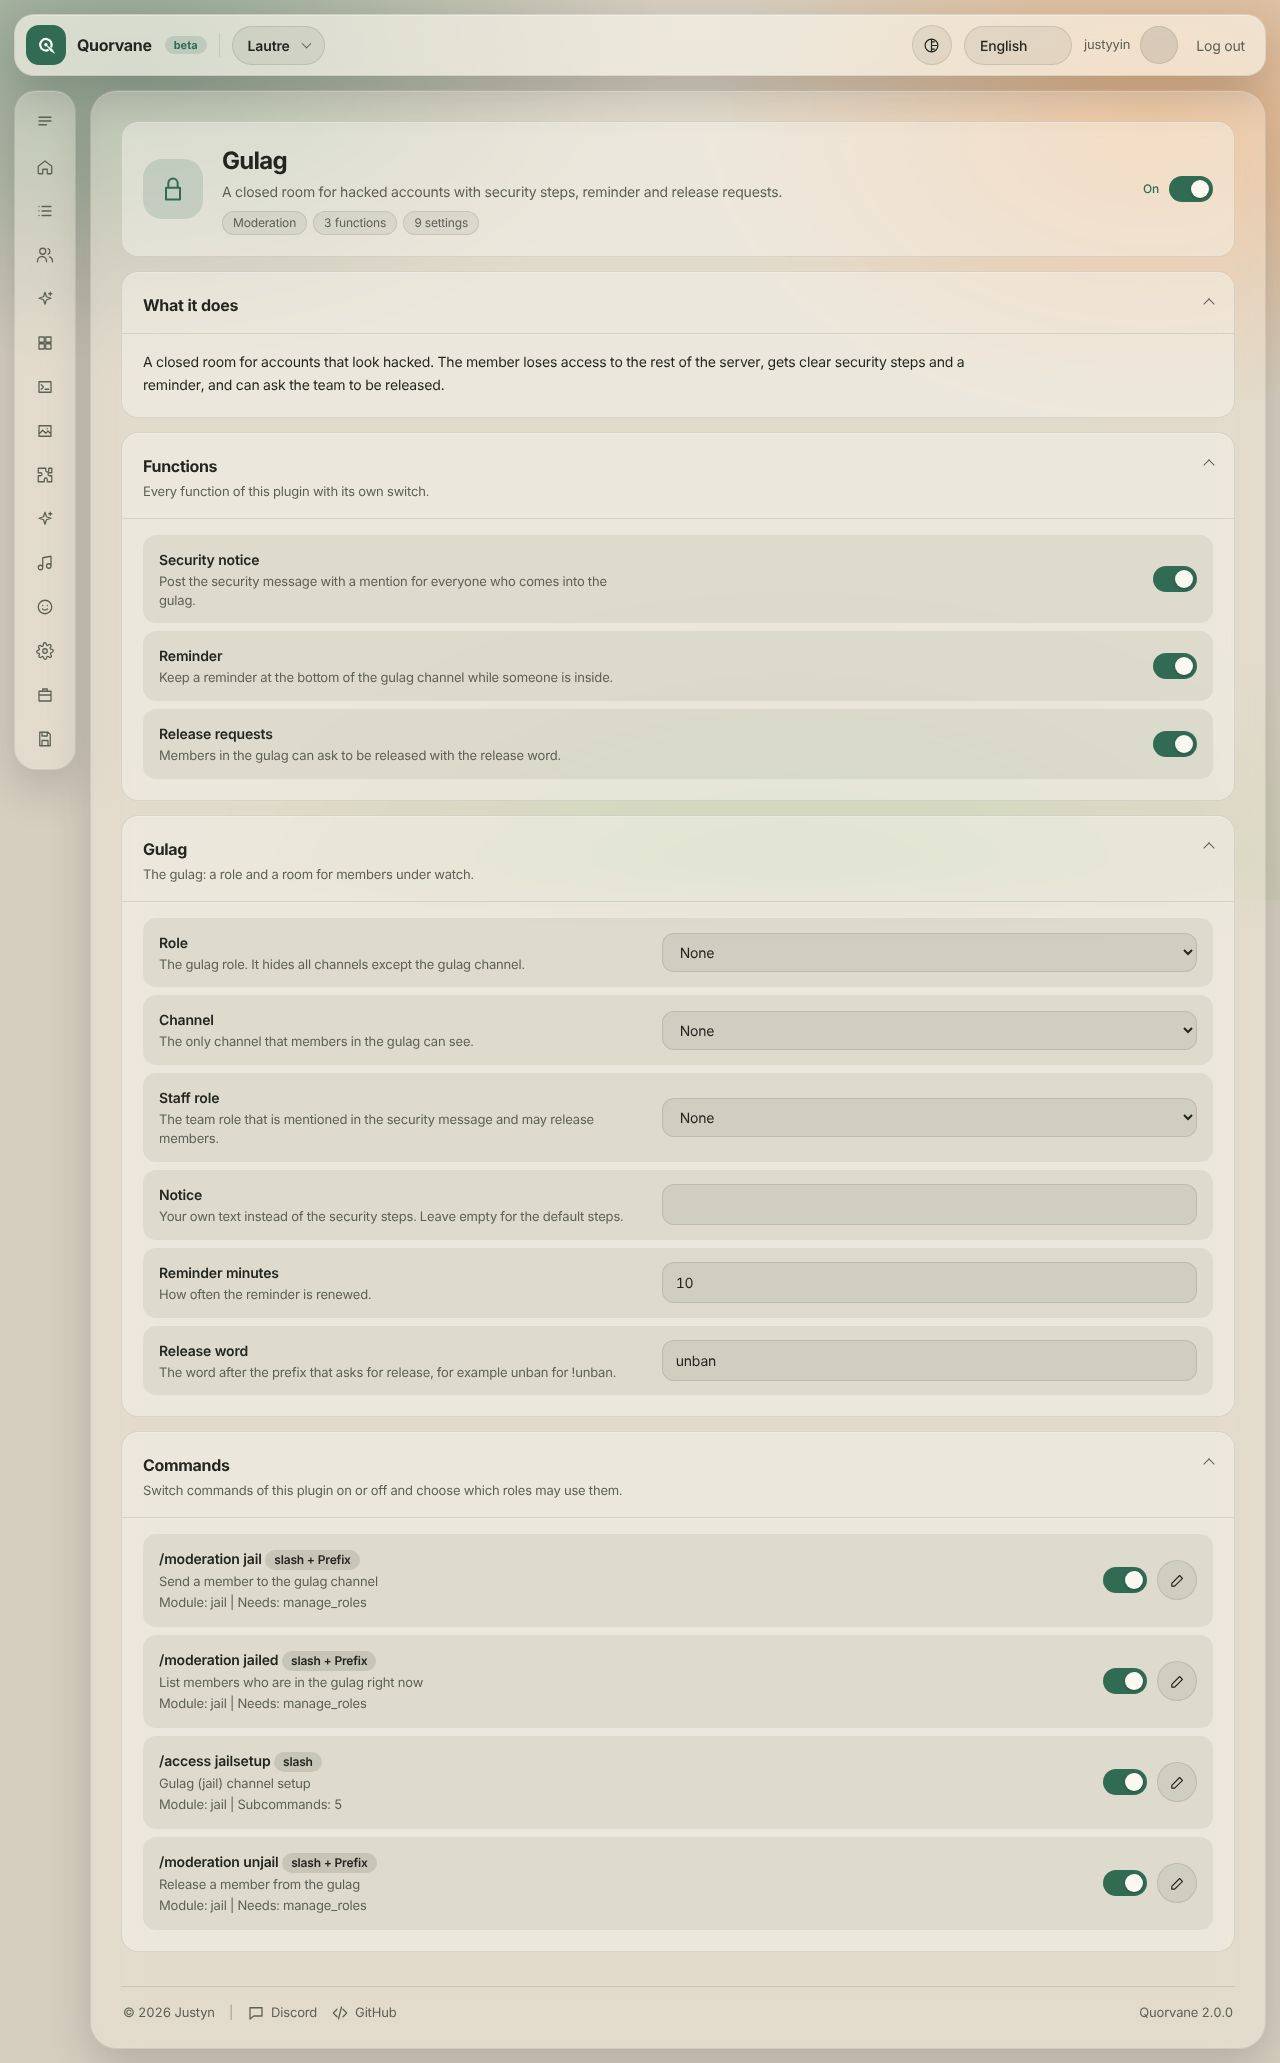 Quorvane
beta
Lautre
English
justyyin
Log out
Gulag
A closed room for hacked accounts with security steps, reminder and release requests.
Moderation
3 functions
9 settings
On
What it does
A closed room for accounts that look hacked. The member loses access to the rest of the server, gets clear security steps and a
reminder, and can ask the team to be released.
Functions
Every function of this plugin with its own switch.
Security notice
Post the security message with a mention for everyone who comes into the
gulag.
Reminder
Keep a reminder at the bottom of the gulag channel while someone is inside.
Release requests
Members in the gulag can ask to be released with the release word.
Gulag
The gulag: a role and a room for members under watch.
Role
The gulag role. It hides all channels except the gulag channel.
None
Channel
The only channel that members in the gulag can see.
None
Staff role
The team role that is mentioned in the security message and may release
members.
None
Notice
Your own text instead of the security steps. Leave empty for the default steps.
Reminder minutes
How often the reminder is renewed.
10
Release word
The word after the prefix that asks for release, for example unban for !unban.
unban
Commands
Switch commands of this plugin on or off and choose which roles may use them.
/moderation jail slash + Prefix
Send a member to the gulag channel
Module: jail | Needs: manage_roles
/moderation jailed slash + Prefix
List members who are in the gulag right now
Module: jail | Needs: manage_roles
/access jailsetup slash
Gulag (jail) channel setup
Module: jail | Subcommands: 5
/moderation unjail slash + Prefix
Release a member from the gulag
Module: jail | Needs: manage_roles
© 2026 Justyn
Discord
GitHub
Quorvane 2.0.0